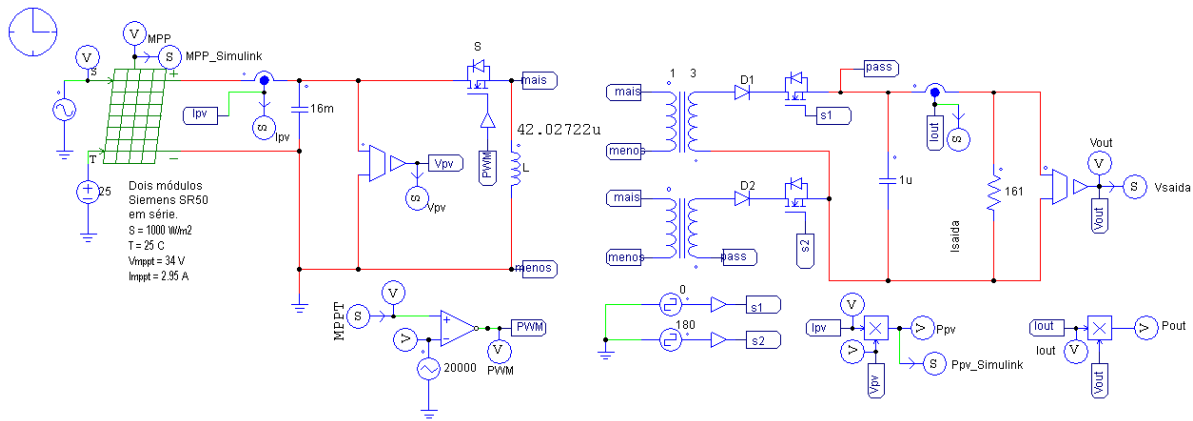 V
MPP
S
MPP_Simulink
V
S
+
T
−
Ipv
S
Ipv
16m
S
mais
PWM
42.02722u
L
Vpv
S
Vpv
menos
25
Dois módulos
Siemens SR50
em série.
S = 1000 W/m2
T = 25 C
Vmppt = 34 V
Imppt = 2.95 A
MPPT
S
V
V
+
−
20000
PWM
V
PWM
1 3
mais
menos
D1
s1
pass
mais
menos
D2
s2
pass
1u
Iout
S
Isaida
161
Vout
V
S
Vsaida
Vout
0
s1
180
s2
Ipv
V
V
Vpv
V
Ppv
S
Ppv_Simulink
Iout
V
Iout
Vout
V
Pout